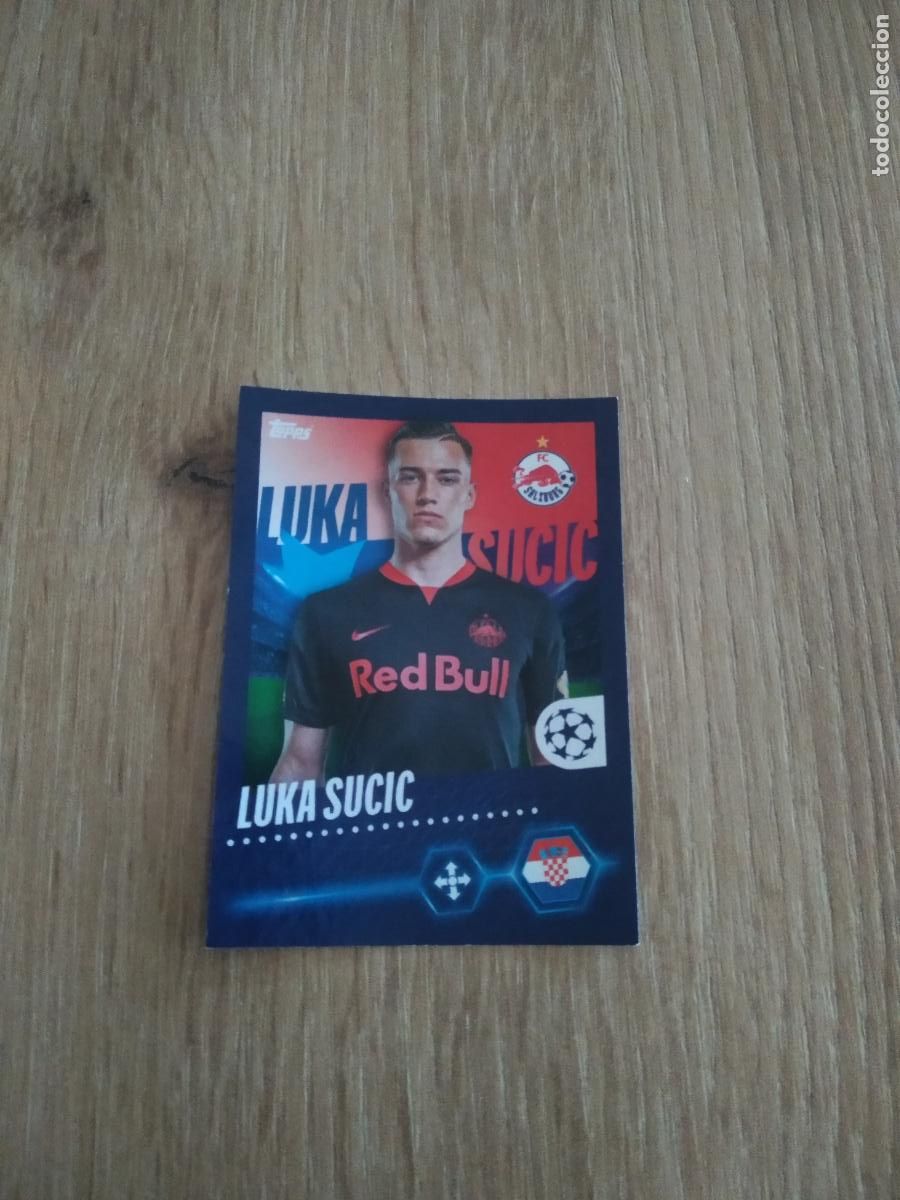 todocoleccion
topps
FC
SALZBURG
LUKA
SUCIC
Red Bull
LUKA SUCIC